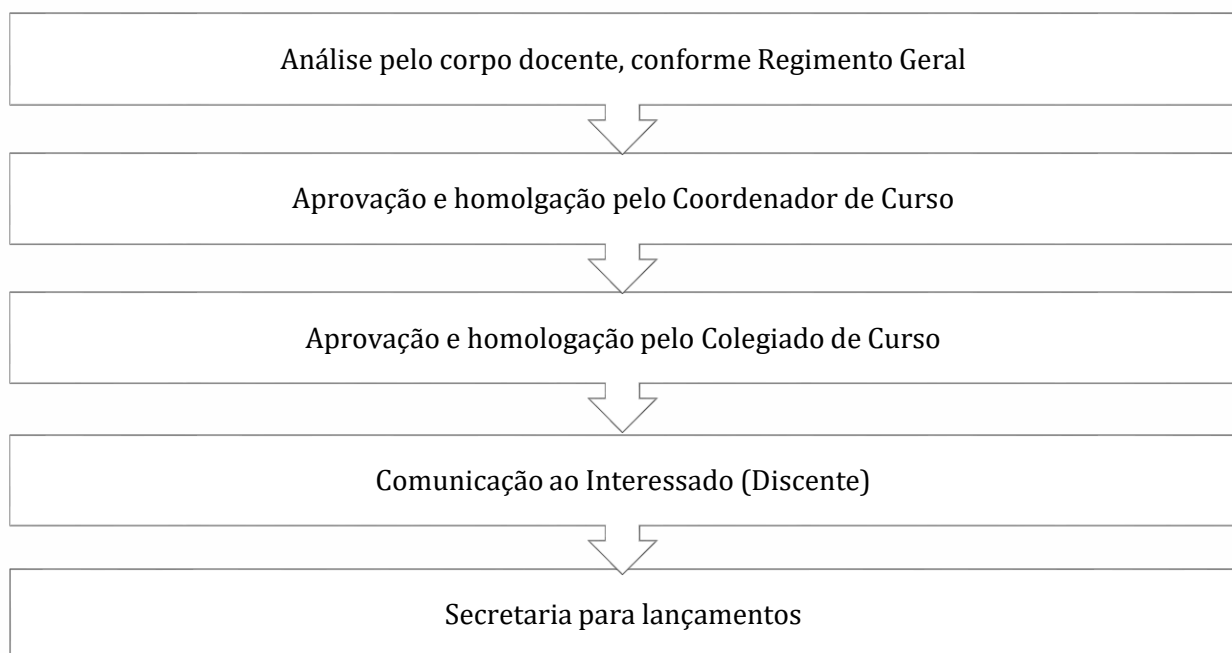 Análise pelo corpo docente, conforme Regimento Geral
Aprovação e homolgação pelo Coordenador de Curso
Aprovação e homologação pelo Colegiado de Curso
Comunicação ao Interessado (Discente)
Secretaria para lançamentos